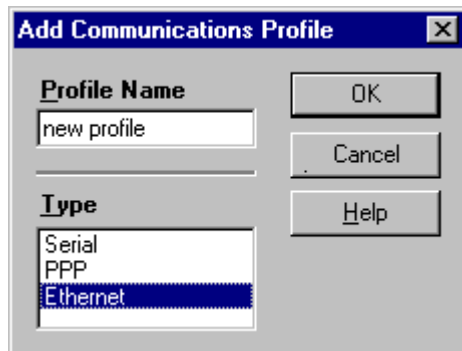 Add Communications Profile
Profile Name
new profile
Type
Serial
PPP
Ethernet
OK
Cancel
Help